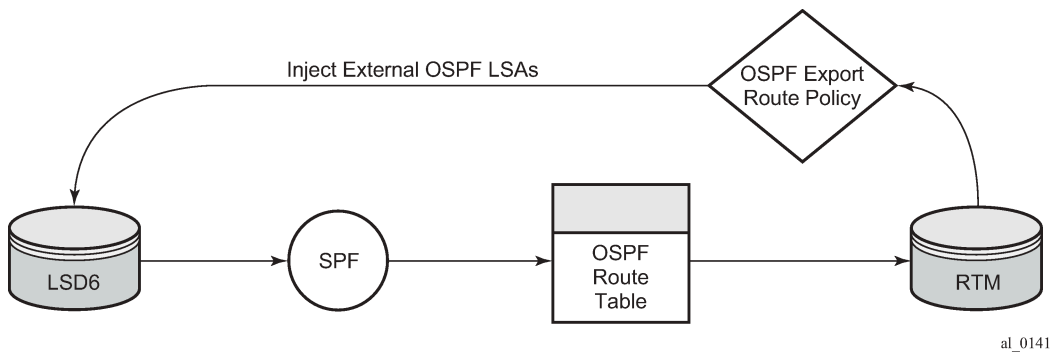 Inject External OSPF LSAs
OSPF Export
Route Policy
LSD6
SPF
OSPF
Route
Table
RTM
al_0141